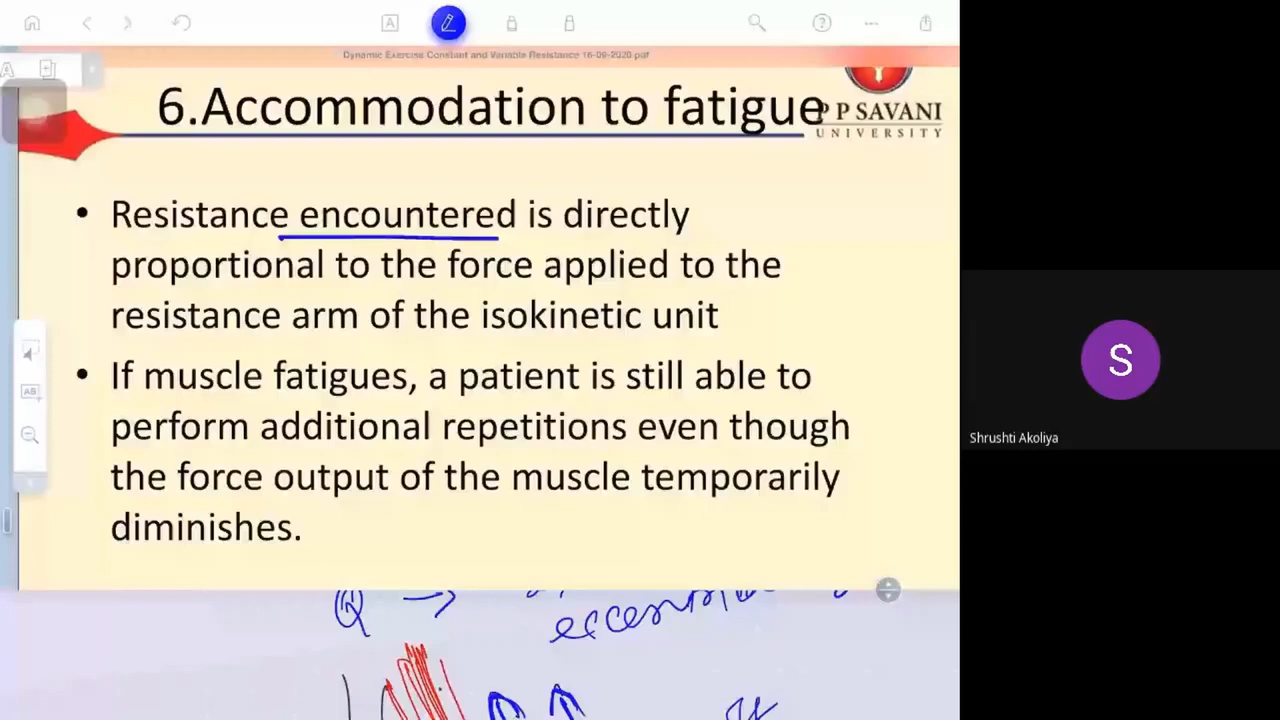 Dynamic Exercise Constant and Variable Resistance 16-09-2020.pdf
6.Accommodation to fatigue
P P SAVANI
UNIVERSITY
• Resistance encountered is directly
proportional to the force applied to the
resistance arm of the isokinetic unit
• If muscle fatigues, a patient is still able to
perform additional repetitions even though
the force output of the muscle temporarily
diminishes.
Q →
S
Shrushti Akoliya